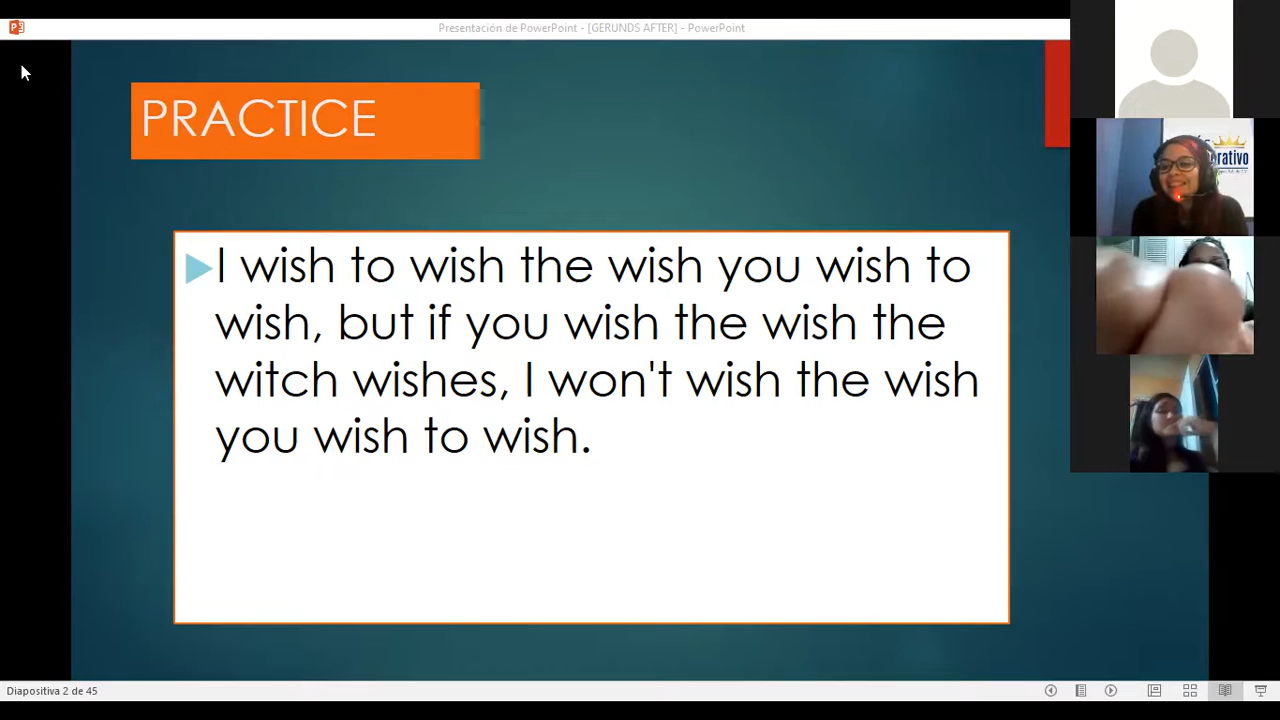 Presentación de PowerPoint - [GERUNDS AFTER] - PowerPoint
PRACTICE
I wish to wish the wish you wish to
wish, but if you wish the wish the
witch wishes, I won't wish the wish
you wish to wish.
Diapositiva 2 de 45